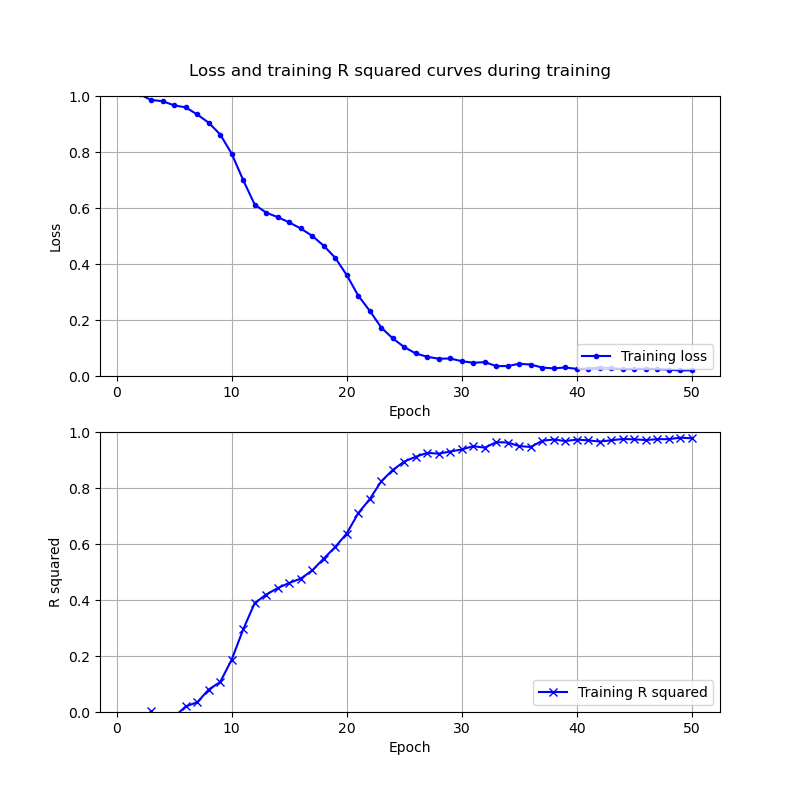 Loss and training R squared curves during training
1.0
0.8
0.6
0.4
0.2
0.0
Loss
Training loss
0 10 20 30 40 50
Epoch
1.0
0.8
0.6
0.4
0.2
0.0
R squared
Training R squared
0 10 20 30 40 50
Epoch